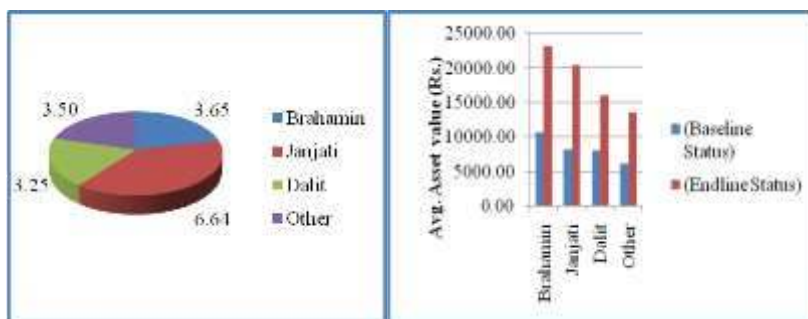 3.50
3.65
3.25
6.64
Brahamin
Janjati
Dalit
Other
Avg. Asset value (Rs.)
25000.00
20000.00
15000.00
10000.00
5000.00
0.00
Brahamin
Janjati
Dalit
Other
(Baseline
Status)
(Endline Status)